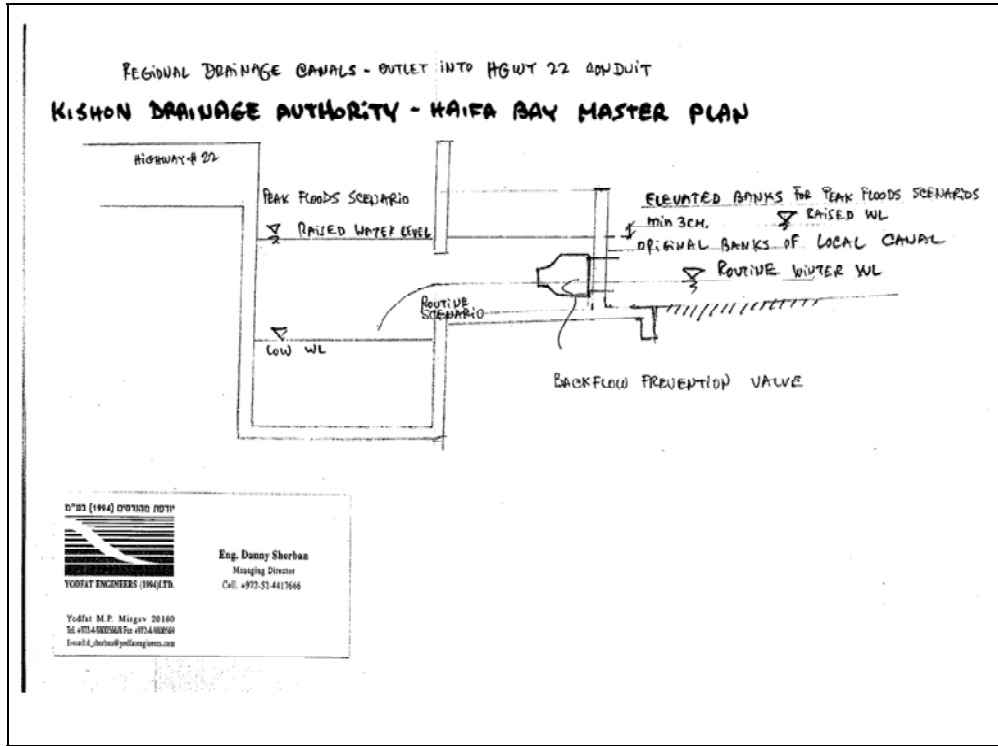 REGIONAL DRAINAGE CANALS - OUTLET INTO HGWT 22 CONDUIT
KISHON DRAINAGE AUTHORITY - HAIFA BAY MASTER PLAN
HIGHWAY # 22
PEAK FLOODS SCENARIO
RAISED WATER LEVEL
ELEVATED BANKS FOR PEAK FLOODS SCENARIOS
RAISED WL
min 3CM.
ORIGINAL BANKS OF LOCAL CANAL
ROUTINE WINTER WL
ROUTINE
SCENARIO
LOW WL
BACKFLOW PREVENTION VALVE
יודפת מהנדסים (1994) בע"מ
YODFAT ENGINEERS (1994)LTD.
Eng. Danny Sherban
Managing Director
Cell. +972-52-4417666
Yodfat M.P. Misgav 20180